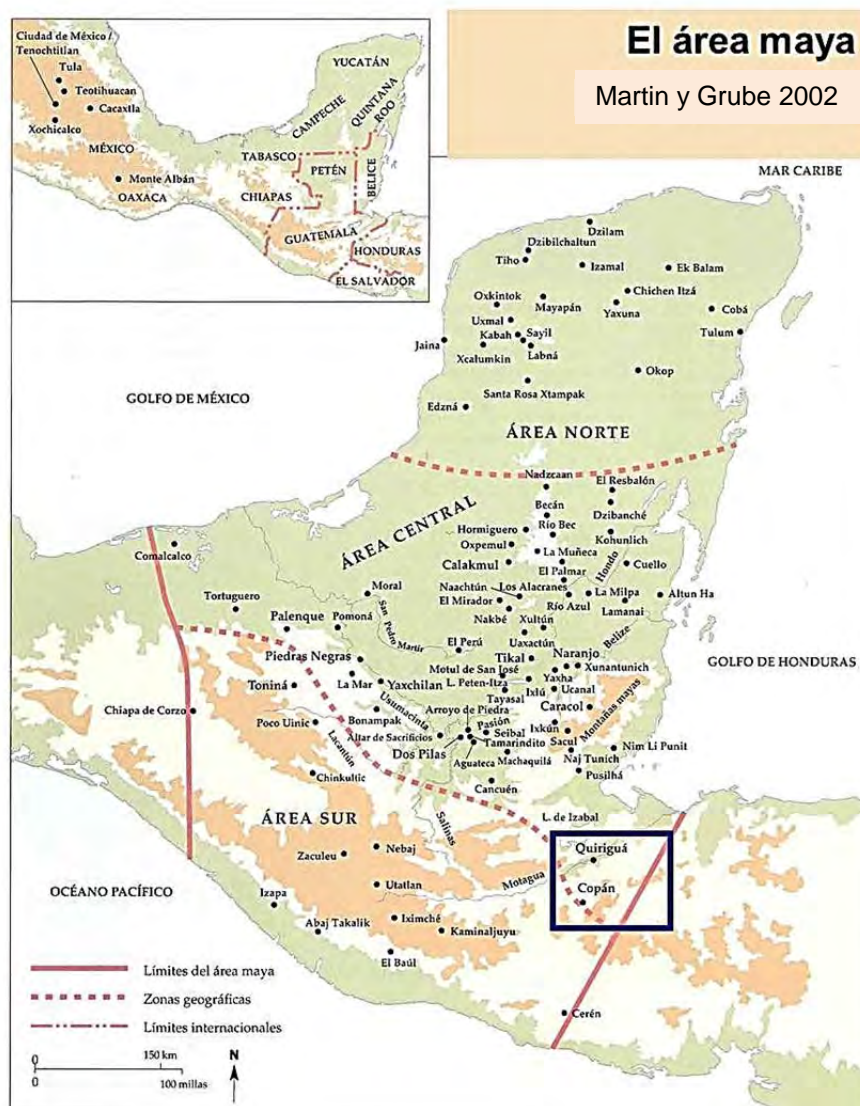 El área maya
Martin y Grube 2002
Ciudad de México /
Tenochtitlan
Tula
Teotihuacan
Cacaxtla
Xochicalco
MÉXICO
Monte Albán
OAXACA
YUCATÁN
CAMPECHE
QUINTANA
ROO
TABASCO
PETÉN
BELICE
CHIAPAS
GUATEMALA
HONDURAS
EL SALVADOR
MAR CARIBE
Dzilam
Dzibilchaltun
Tiho
Izamal
Ek Balam
Oxkintok
Mayapán
Chichen Itzá
Yaxuna
Cobá
Uxmal
Kabah
Sayil
Tulum
Jaina
Xcalumkin
Labná
Okop
Santa Rosa Xtampak
GOLFO DE MÉXICO
Edzná
ÁREA NORTE
Nadzcaan
El Resbalón
ÁREA CENTRAL
Becán
Dzibanché
Hormiguero
Río Bec
Kohunlich
Oxpemul
La Muñeca
Comalcalco
Calakmul
El Palmar
Hondo
Cuello
Moral
Naachtún
Los Alacranes
La Milpa
Altun Ha
Tortuguero
El Mirador
Río Azul
Lamanai
Palenque
Pomoná
San Pedro Martir
Nakbé
Xultún
Uaxactún
Belize
El Perú
Piedras Negras
Tikal
Naranjo
GOLFO DE HONDURAS
Motul de San José
Yaxha
Xunantunich
Toniná
La Mar
Yaxchilan
L. Peten-Itza
Ixlú
Ucanal
Tayasal
Caracol
Montañas mayas
Chiapa de Corzo
Usumacinta
Arroyo de Piedra
Poco Uinic
Bonampak
Pasión
Ixkún
Altar de Sacrificios
Seibal
Sacul
Nim Li Punit
Lacantún
Dos Pilas
Tamarindito
Naj Tunich
Aguateca
Machaquilá
Pusilhá
Chinkultic
Cancuén
ÁREA SUR
Salinas
L. de Izabal
Nebaj
Quiriguá
Zaculeu
Motagua
OCÉANO PACÍFICO
Utatlan
Copán
Izapa
Iximché
Abaj Takalik
Kaminaljuyu
El Baúl
Límites del área maya
Zonas geográficas
Cerén
Límites internacionales
0 150 km
0 100 millas
N